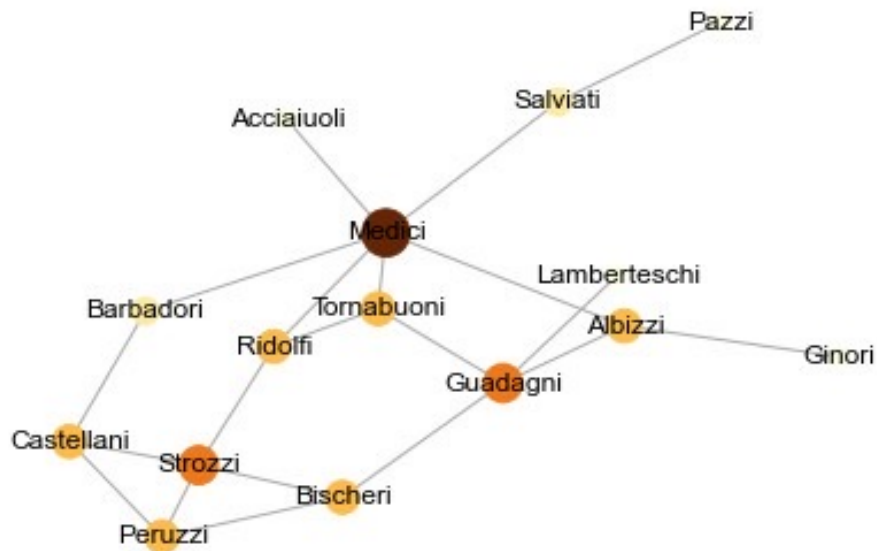 Pazzi
Salviati
Acciaiuoli
Medici
Lamberteschi
Barbadori
Tornabuoni
Albizzi
Ridolfi
Ginori
Guadagni
Castellani
Strozzi
Bischeri
Peruzzi